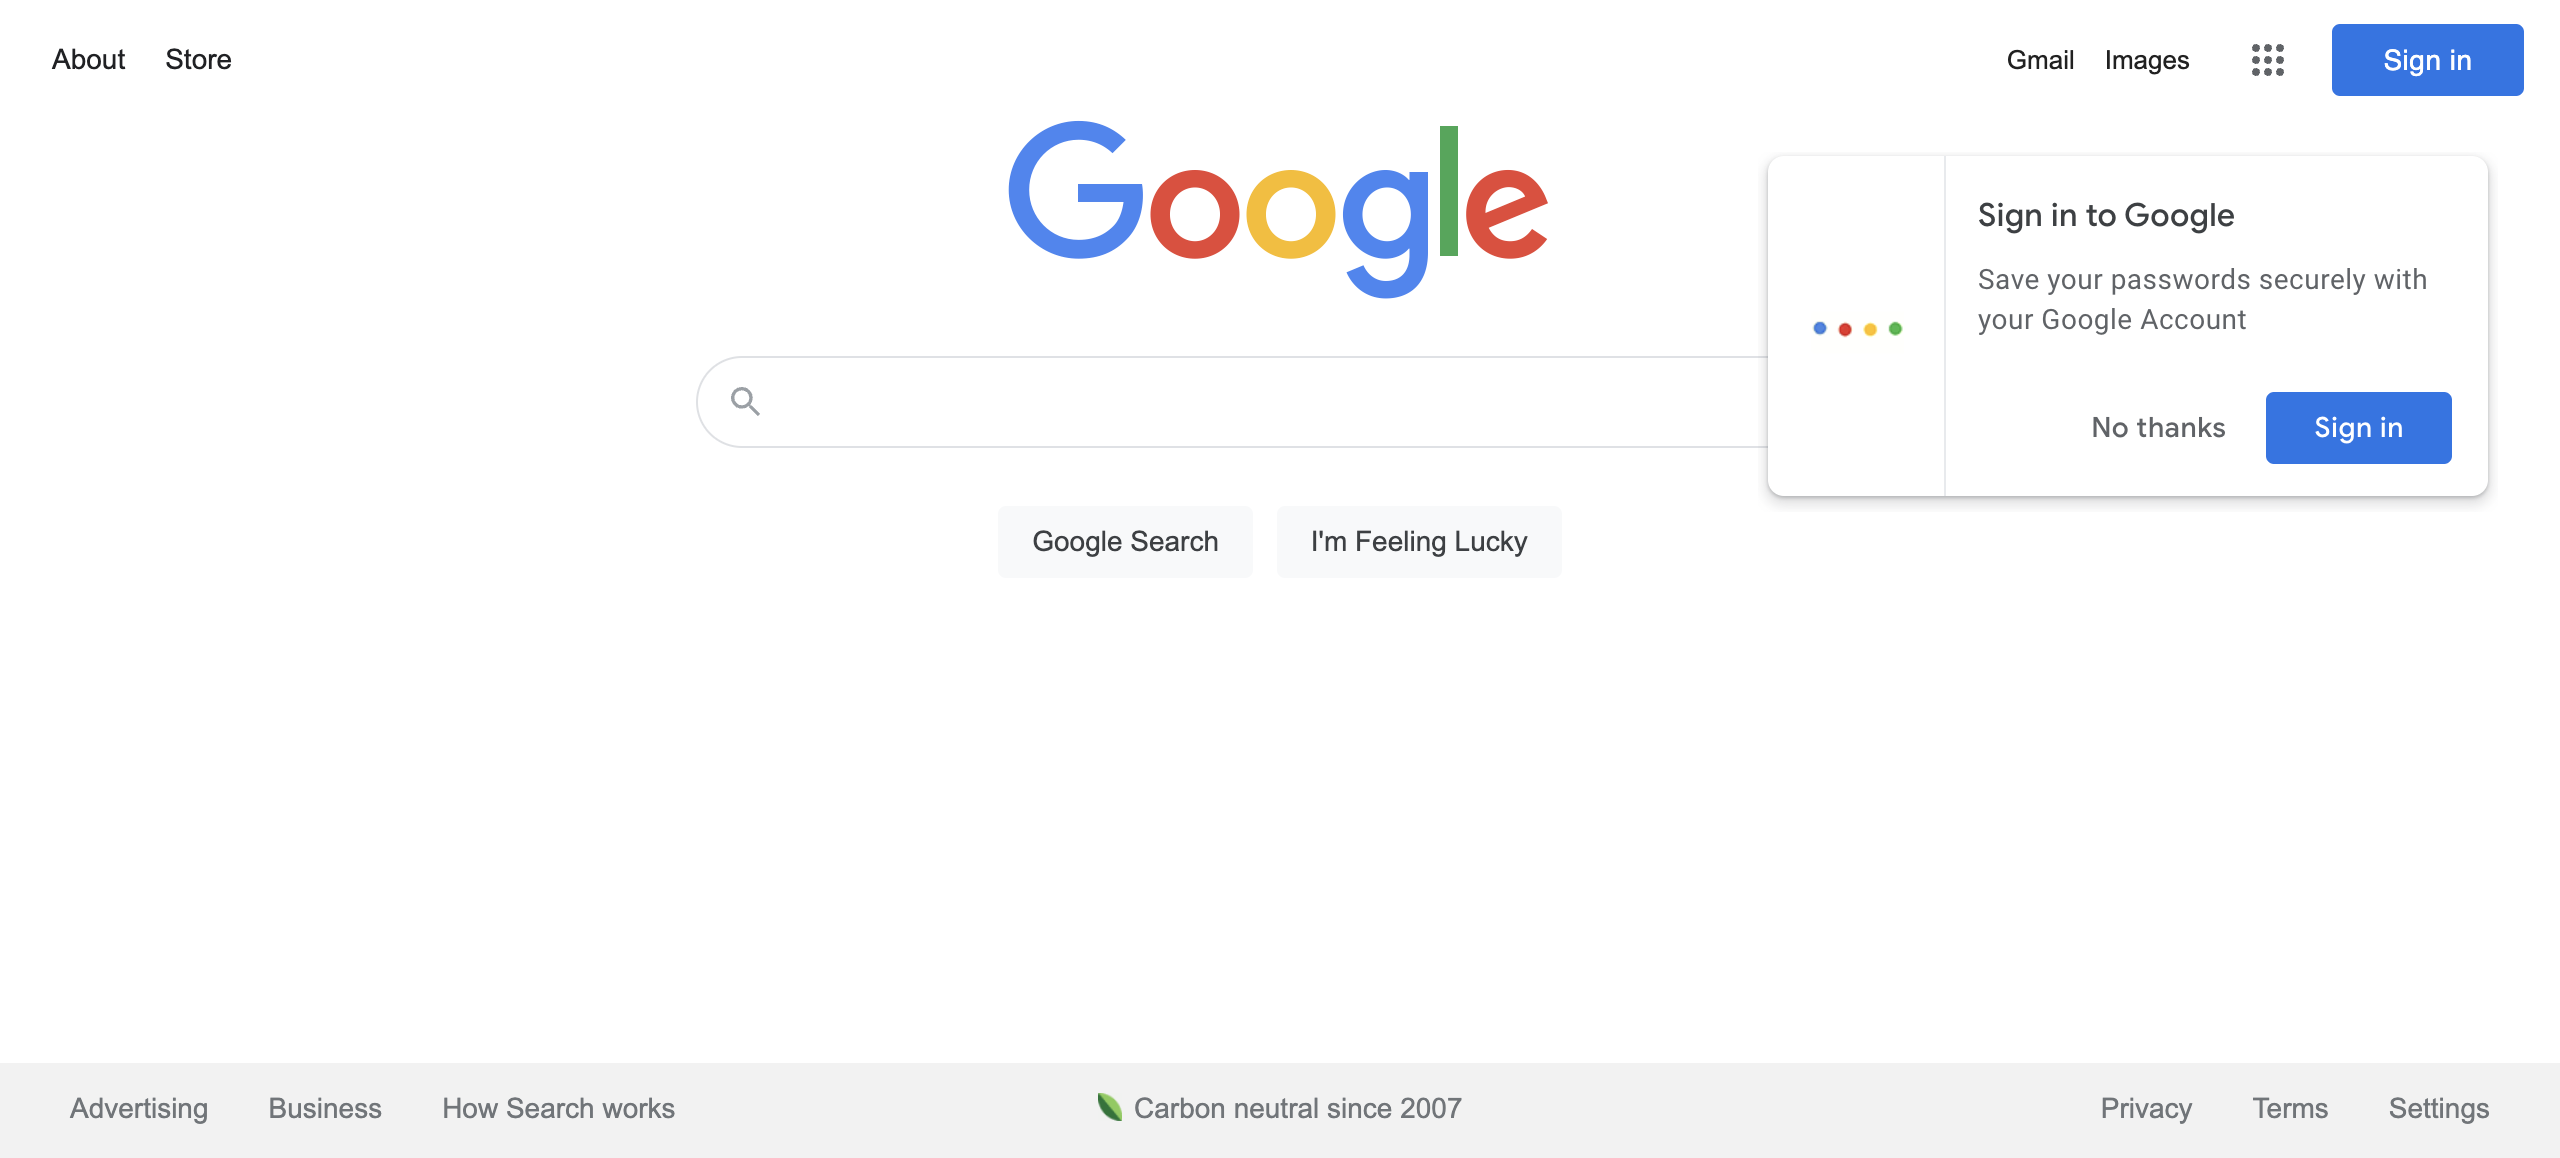 About Store
Gmail Images Sign in
Google
Sign in to Google
Save your passwords securely with
your Google Account
No thanks Sign in
Google Search I'm Feeling Lucky
Advertising Business How Search works
Carbon neutral since 2007
Privacy Terms Settings